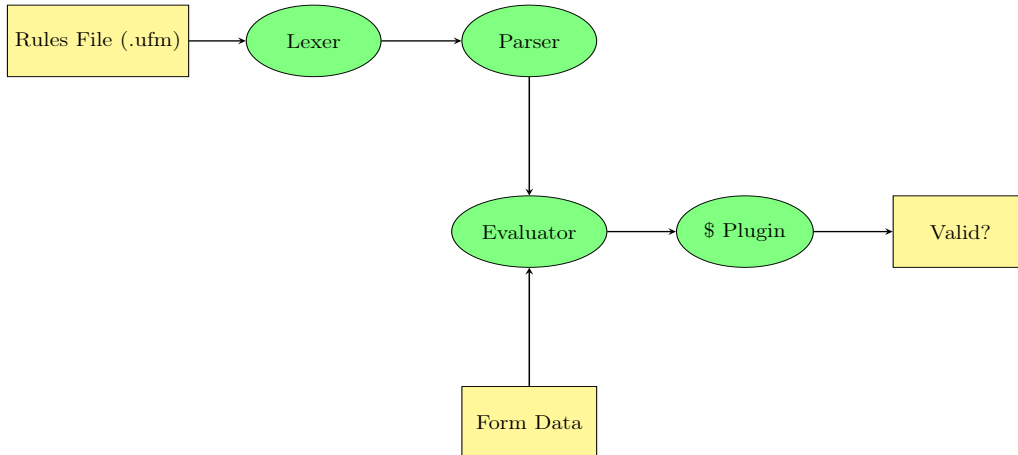 Rules File (.ufm)
Lexer
Parser
Evaluator
$ Plugin
Valid?
Form Data